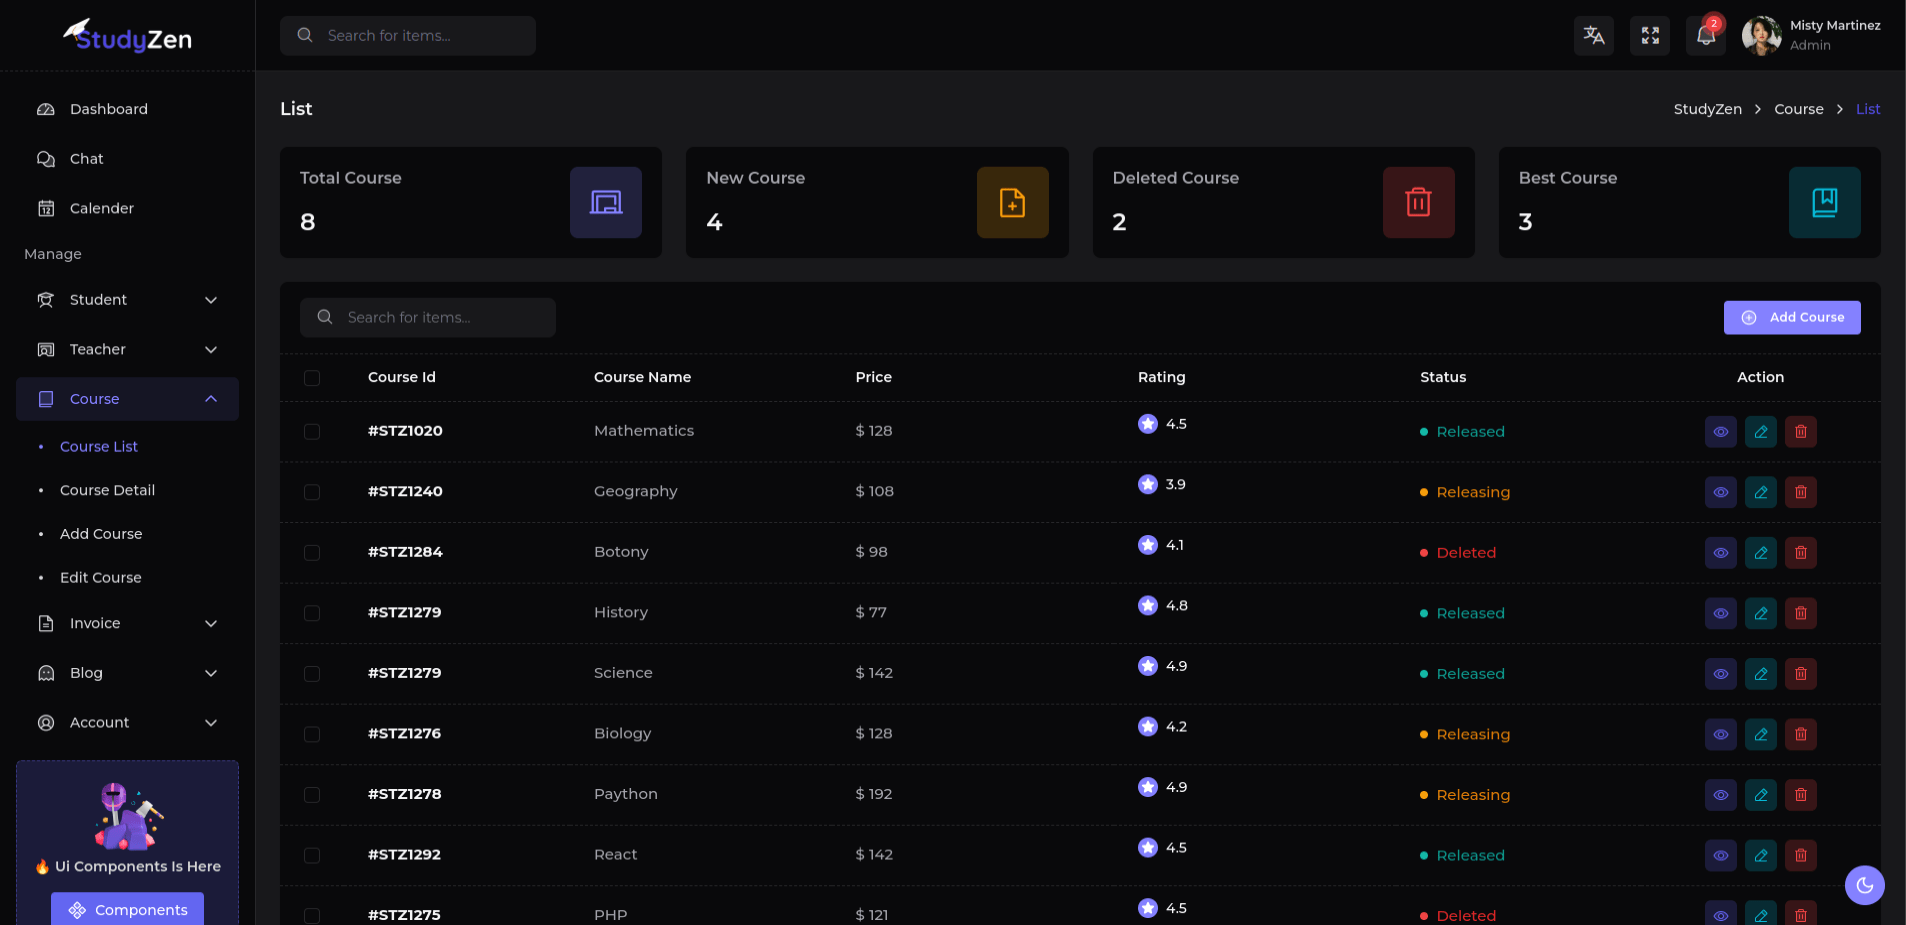 StudyZen
Search for items...
2
Misty Martinez
Admin
Dashboard
Chat
Calender
Manage
Student
Teacher
Course
Course List
Course Detail
Add Course
Edit Course
Invoice
Blog
Account
🔥 Ui Components Is Here
Components
List
StudyZen > Course > List
Total Course
8
New Course
4
Deleted Course
2
Best Course
3
Search for items...
Add Course
Course Id Course Name Price Rating Status Action
#STZ1020 Mathematics $ 128 4.5 Released
#STZ1240 Geography $ 108 3.9 Releasing
#STZ1284 Botony $ 98 4.1 Deleted
#STZ1279 History $ 77 4.8 Released
#STZ1279 Science $ 142 4.9 Released
#STZ1276 Biology $ 128 4.2 Releasing
#STZ1278 Paython $ 192 4.9 Releasing
#STZ1292 React $ 142 4.5 Released
#STZ1275 PHP $ 121 4.5 Deleted